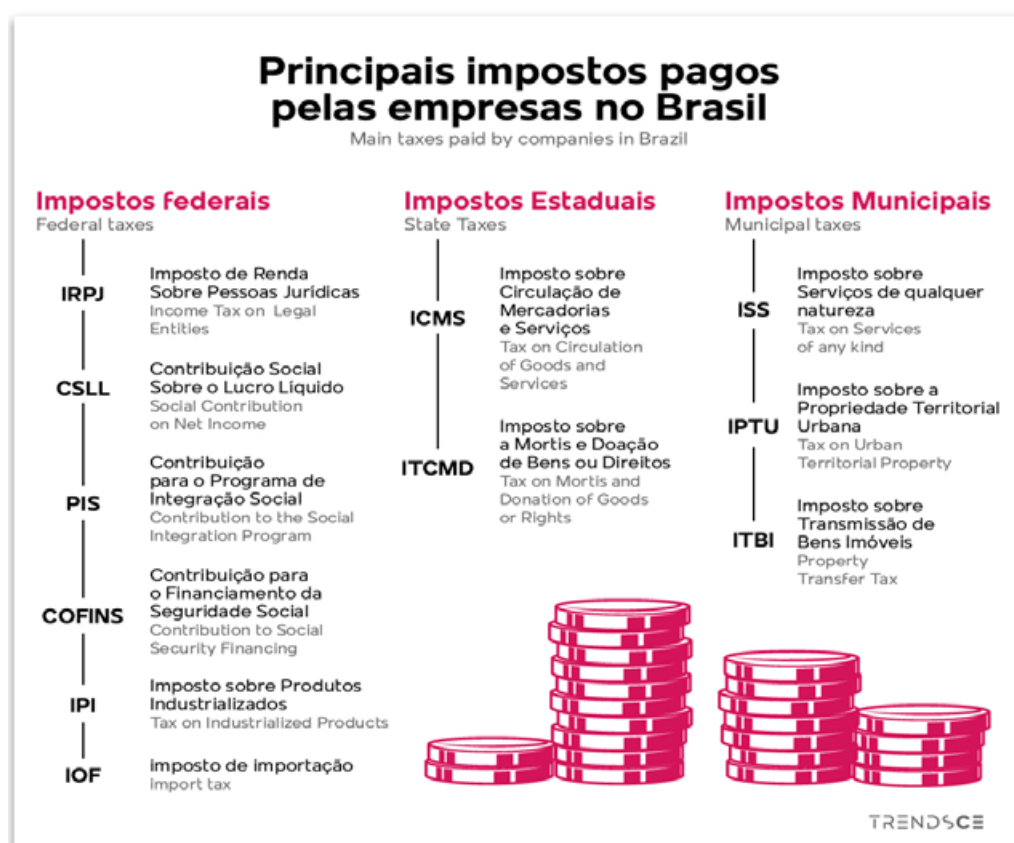 Principais impostos pagos
pelas empresas no Brasil
Main taxes paid by companies in Brazil
Impostos Federais
Federal taxes
IRPJ
Imposto de Renda
Sobre Pessoas Jurídicas
Income Tax on Legal
Entities
CSLL
Contribuição Social
Sobre o Lucro Líquido
Social Contribution
on Net Income
PIS
Contribuição
para o Programa de
Integração Social
Contribution to the Social
Integration Program
COFINS
Contribuição para
o Financiamento da
Seguridade Social
Contribution to Social
Security Financing
IPI
Imposto sobre Produtos
Industrializados
Tax on Industrialized Products
IOF
imposto de importação
import tax
Impostos Estaduais
State Taxes
ICMS
Imposto sobre
Circulação de
Mercadorias
e Serviços
Tax on Circulation
of Goods and
Services
ITCMD
Imposto sobre
a Mortis e Doação
de Bens ou Direitos
Tax on Mortis and
Donation of Goods
or Rights
Impostos Municipais
Municipal taxes
ISS
Imposto sobre
Serviços de qualquer
natureza
Tax on Services
of any kind
IPTU
Imposto sobre a
Propriedade Territorial
Urbana
Tax on Urban
Territorial Property
ITBI
Imposto sobre
Transmissão de
Bens Imóveis
Property
Transfer Tax
TRENDSCE